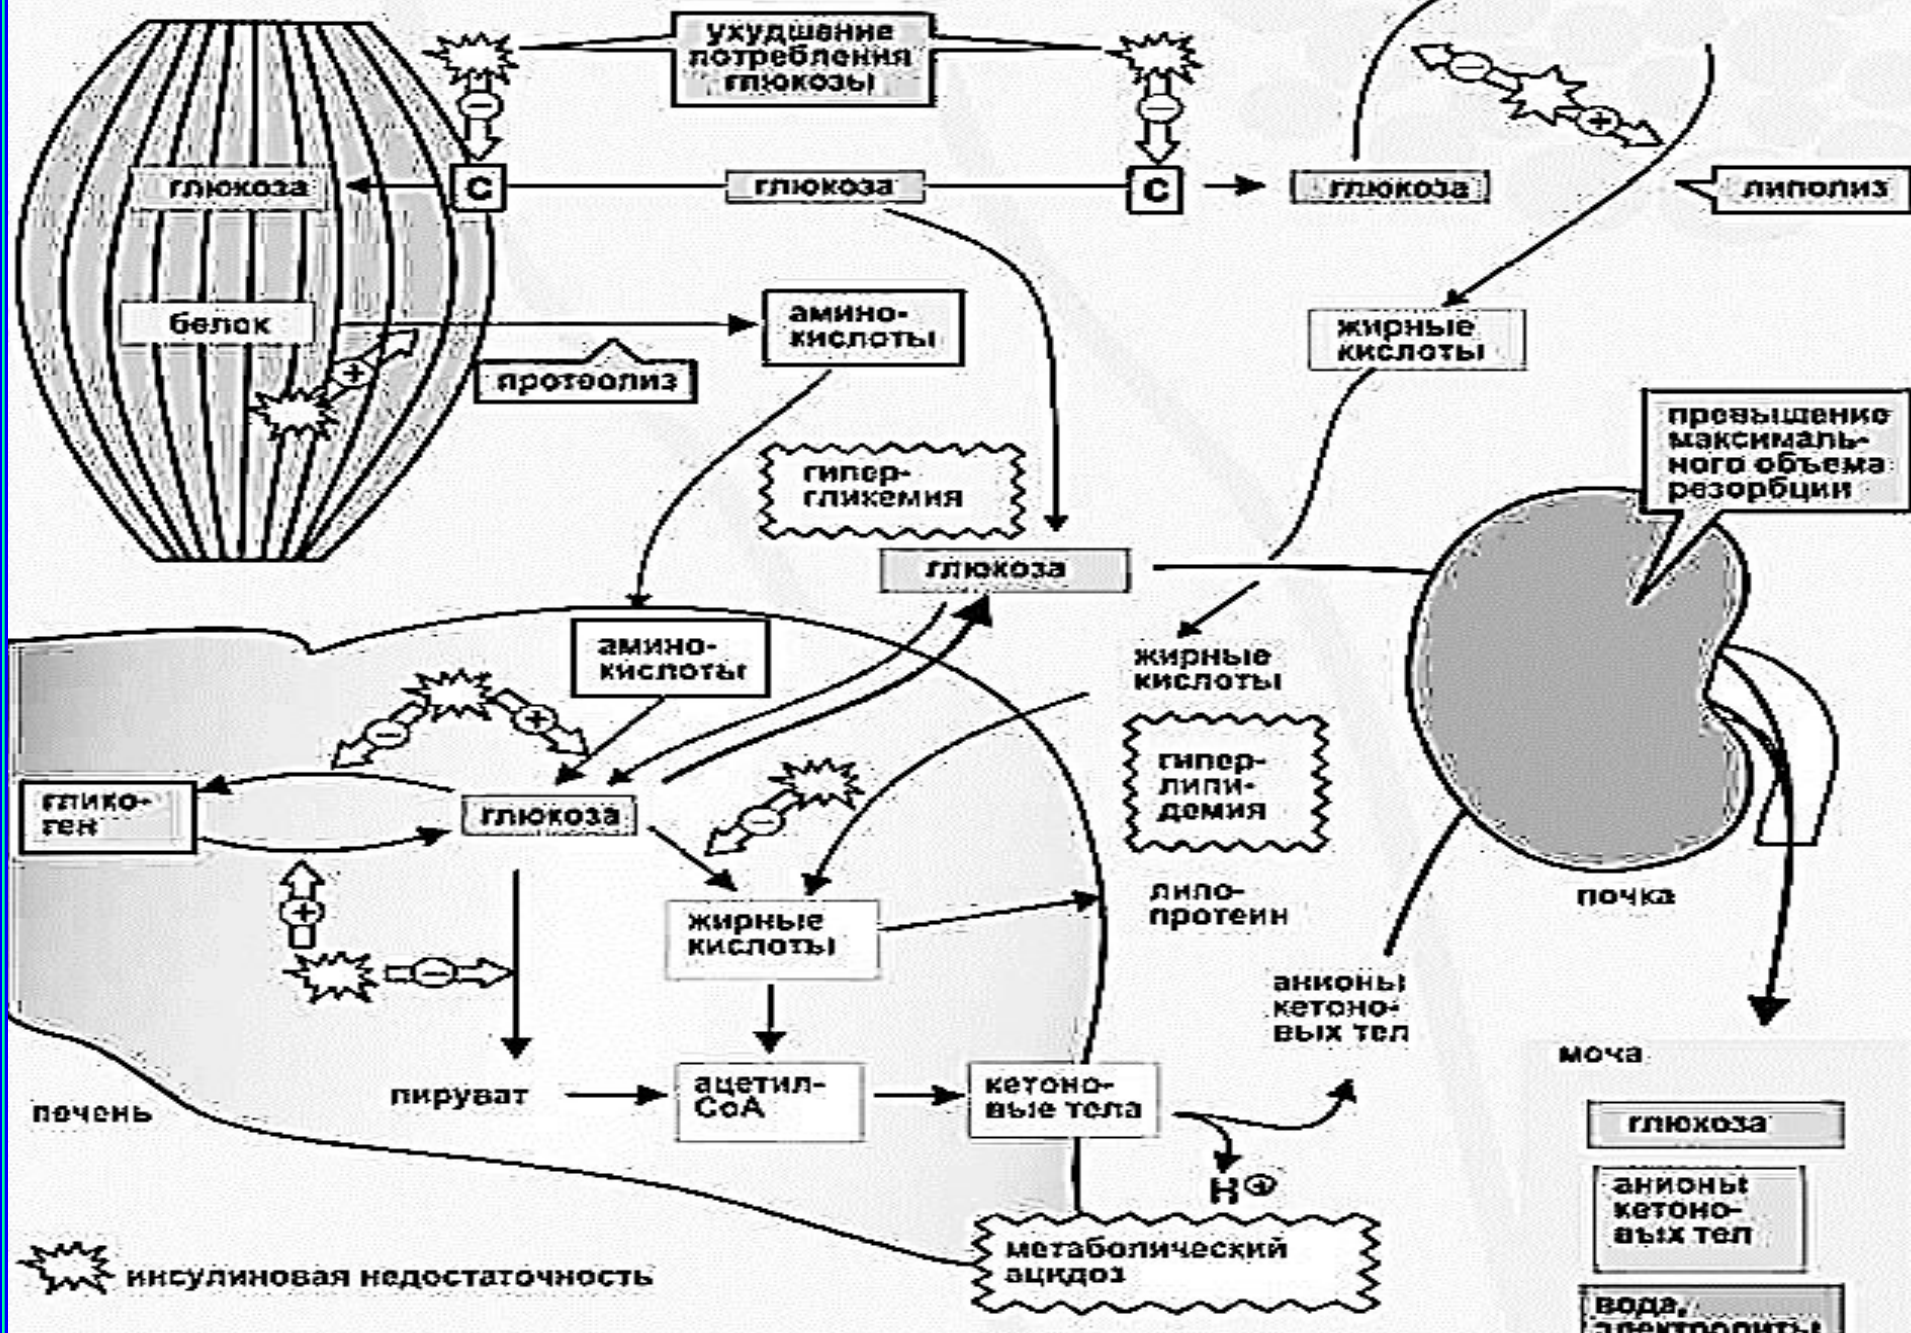 ухудшение
потребления
глюкозы
глюкоза
С
глюкоза
С
глюкоза
липолиз
белок
амино-
кислоты
жирные
кислоты
протеолиз
превышение
максималь-
ного объема
резорбции
гипер-
гликемия
глюкоза
амино-
кислоты
жирные
кислоты
гипер-
липи-
демия
глико-
ген
глюкоза
жирные
кислоты
липо-
протеин
почка
анионы
кетоно-
вых тел
моча
пируват
ацетил-
СоА
кетоно-
вые тела
печень
глюкоза
H+
анионы
кетоно-
вых тел
метаболический
ацидоз
инсулиновая недостаточность
вода,
электролиты